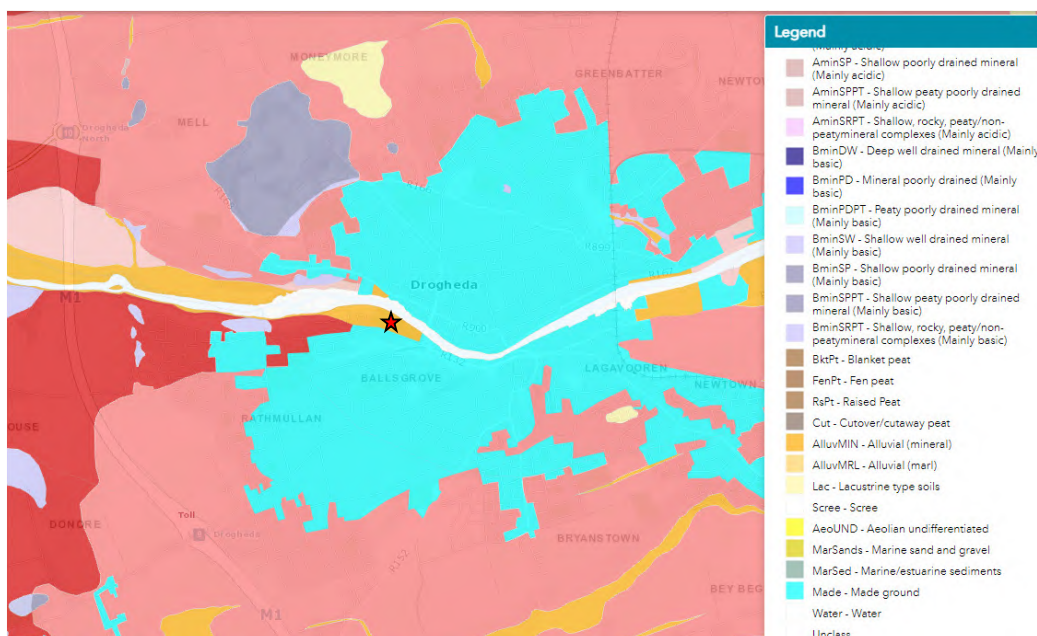 MONEYMORE
GREENBATTER
NEWTO
MELL
Drogheda
North
M1
Drogheda
BALLSGROVE
LAGAVOOREN
NEWTOWN
RATHMULLAN
OUSE
DONORE
Toll
Drogheda
R152
BRYANSTOWN
BEY BEG
M1
Legend
(Mainly acidic)
AminSP - Shallow poorly drained mineral
(Mainly acidic)
AminSPPT - Shallow peaty poorly drained
mineral (Mainly acidic)
AminSRPT - Shallow, rocky, peaty/non-
peatymineral complexes (Mainly acidic)
BminDW - Deep well drained mineral (Mainly
basic)
BminPD - Mineral poorly drained (Mainly
basic)
BminPDPT - Peaty poorly drained mineral
(Mainly basic)
BminSW - Shallow well drained mineral
(Mainly basic)
BminSP - Shallow poorly drained mineral
(Mainly basic)
BminSPPT - Shallow peaty poorly drained
mineral (Mainly basic)
BminSRPT - Shallow, rocky, peaty/non-
peatymineral complexes (Mainly basic)
BktPt - Blanket peat
FenPt - Fen peat
RsPt - Raised Peat
Cut - Cutover/cutaway peat
AlluvMIN - Alluvial (mineral)
AlluvMRL - Alluvial (marl)
Lac - Lacustrine type soils
Scree - Scree
AeoUND - Aeolian undifferentiated
MarSands - Marine sand and gravel
MarSed - Marine/estuarine sediments
Made - Made ground
Water - Water
Unclass